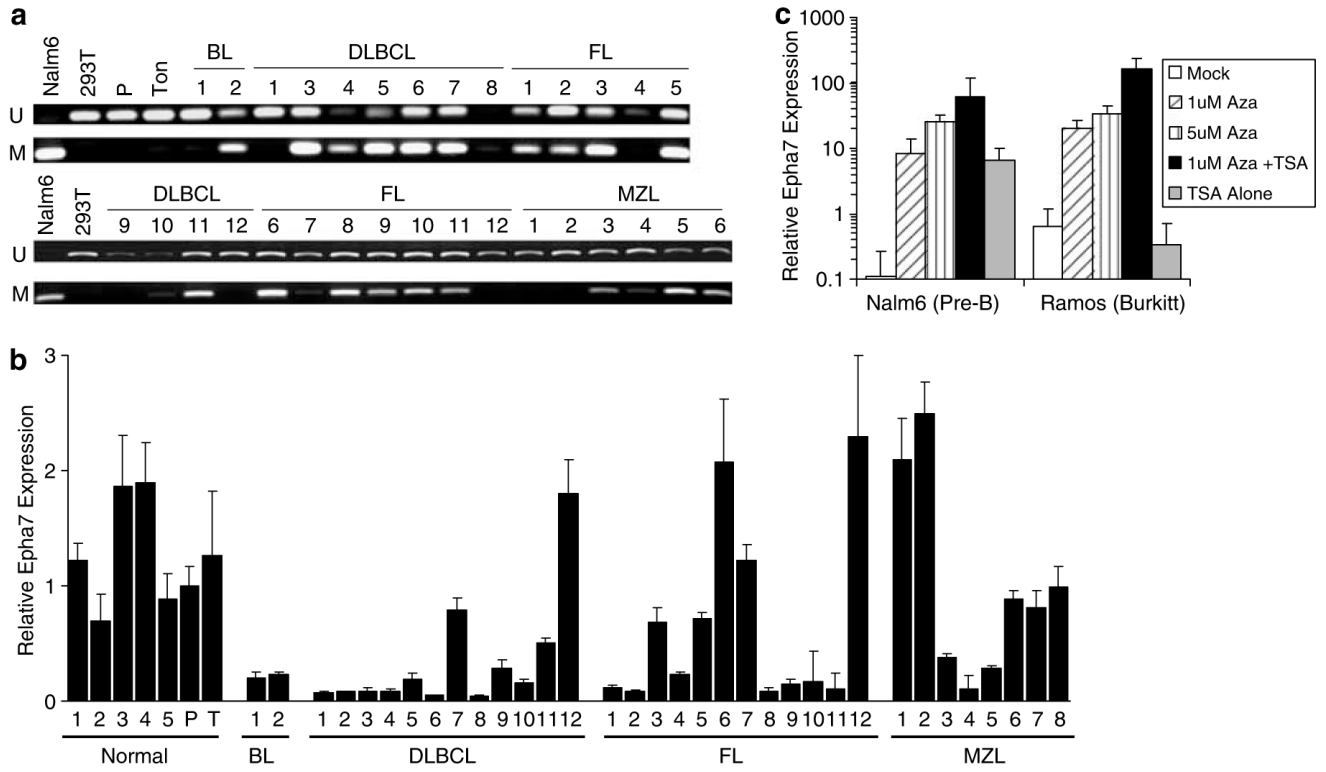 a
Nalm6 293T P Ton BL DLBCL FL
1 2 1 3 4 5 6 7 8 1 2 3 4 5
U
M
Nalm6 293T DLBCL FL MZL
9 10 11 12 6 7 8 9 10 11 12 1 2 3 4 5 6
U
M
c
Relative Epha7 Expression
1000
100
10
1
0.1
Nalm6 (Pre-B) Ramos (Burkitt)
Mock
1uM Aza
5uM Aza
1uM Aza +TSA
TSA Alone
b
Relative Epha7 Expression
3
2
1
0
1 2 3 4 5 P T 1 2 1 2 3 4 5 6 7 8 9 10 11 12 1 2 3 4 5 6 7 8 9 10 11 12 1 2 3 4 5 6 7 8
Normal BL DLBCL FL MZL